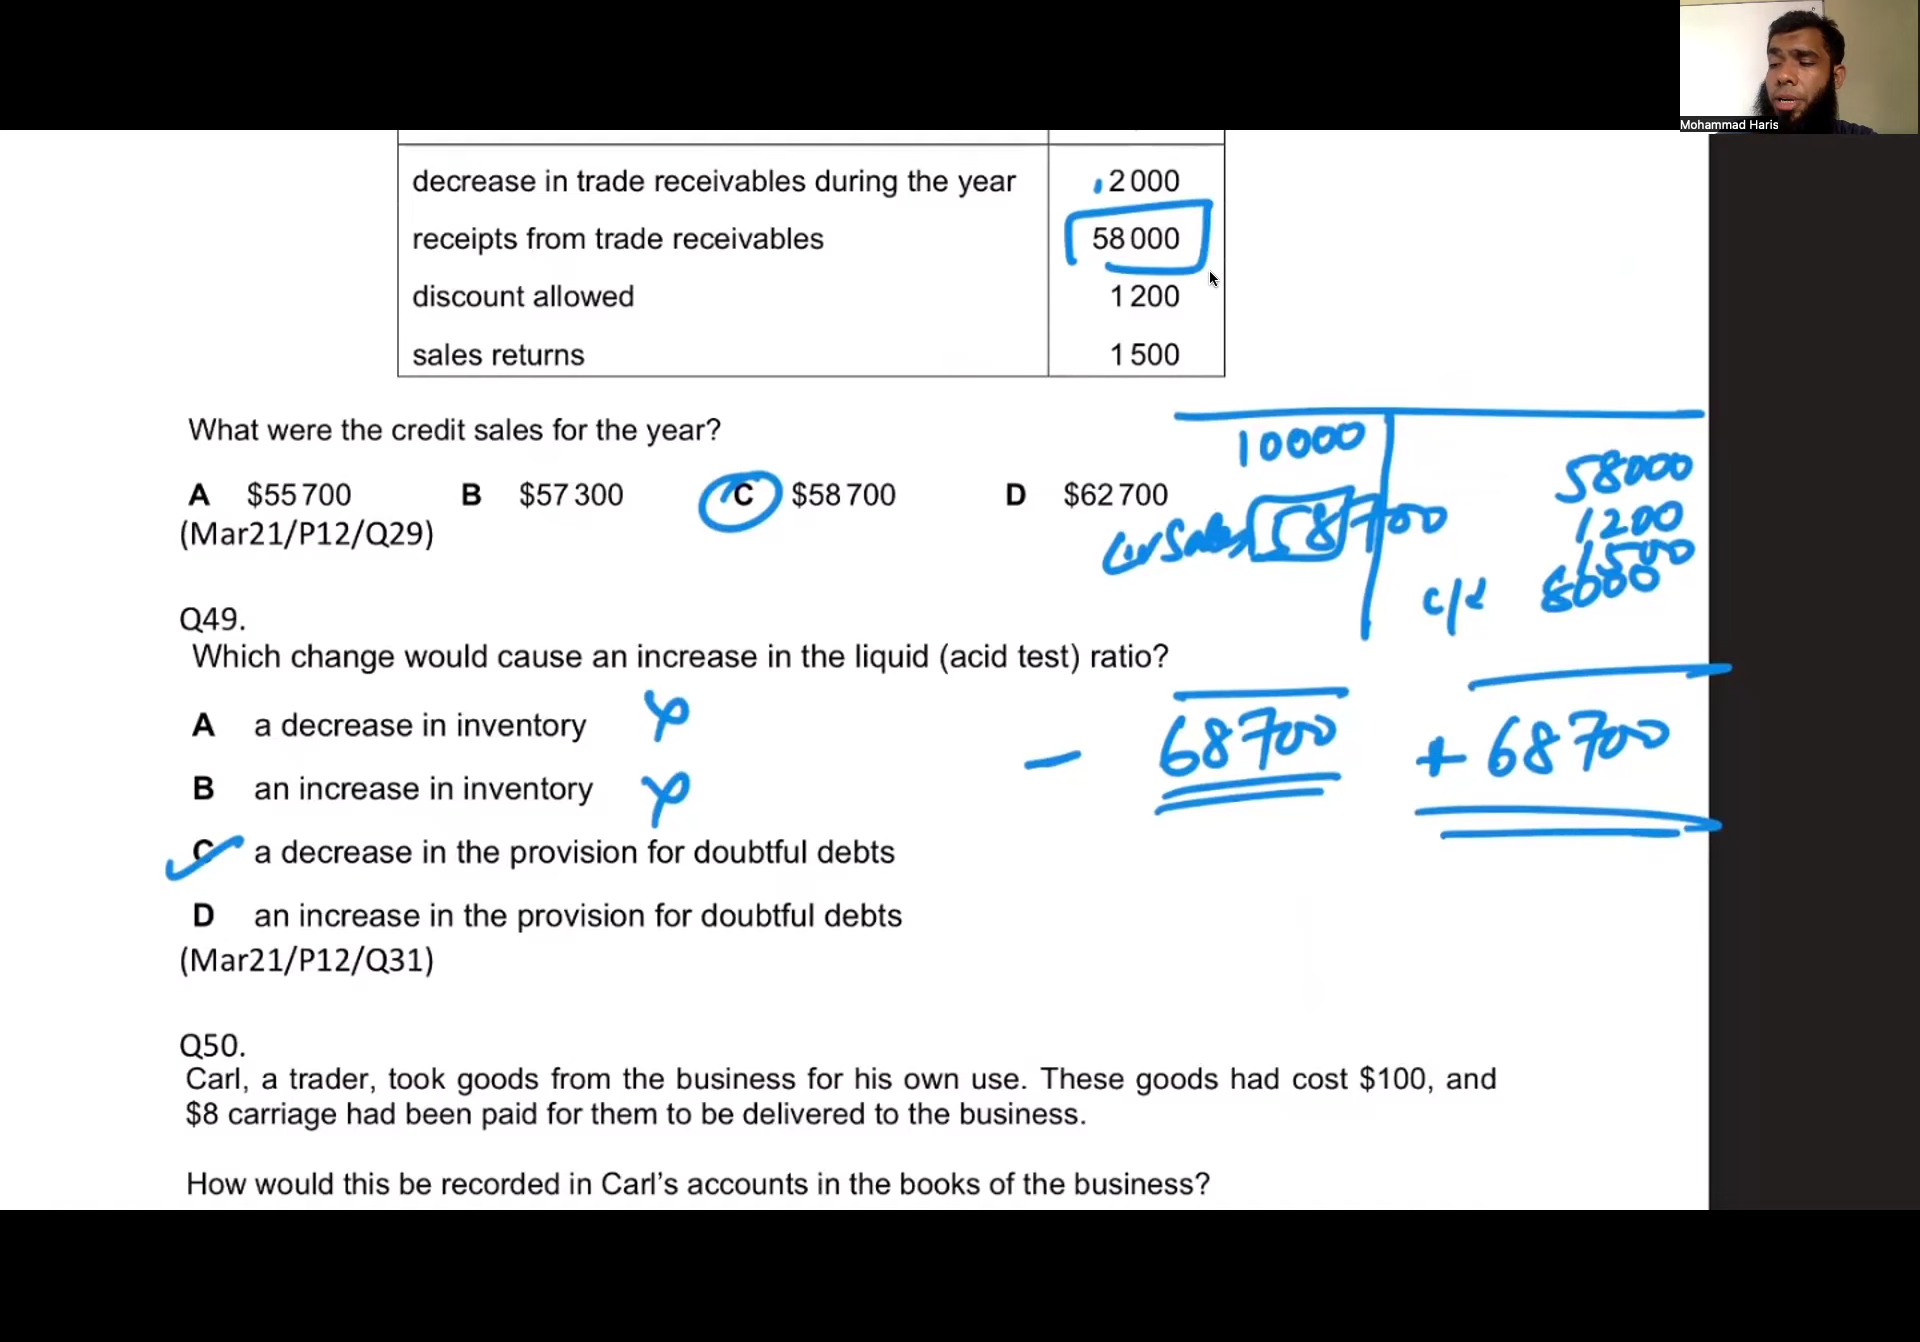 Mohammad Haris
decrease in trade receivables during the year 2 000
receipts from trade receivables 58 000
discount allowed 1 200
sales returns 1 500
What were the credit sales for the year?
A $55 700 B $57 300 C $58 700 D $62 700
(Mar21/P12/Q29)
10000
58000
Cr Sales 58700
1200
1500
c/d 8000
68700 + 68700
Q49.
Which change would cause an increase in the liquid (acid test) ratio?
A a decrease in inventory
B an increase in inventory
C a decrease in the provision for doubtful debts
D an increase in the provision for doubtful debts
(Mar21/P12/Q31)
Q50.
Carl, a trader, took goods from the business for his own use. These goods had cost $100, and
$8 carriage had been paid for them to be delivered to the business.
How would this be recorded in Carl's accounts in the books of the business?